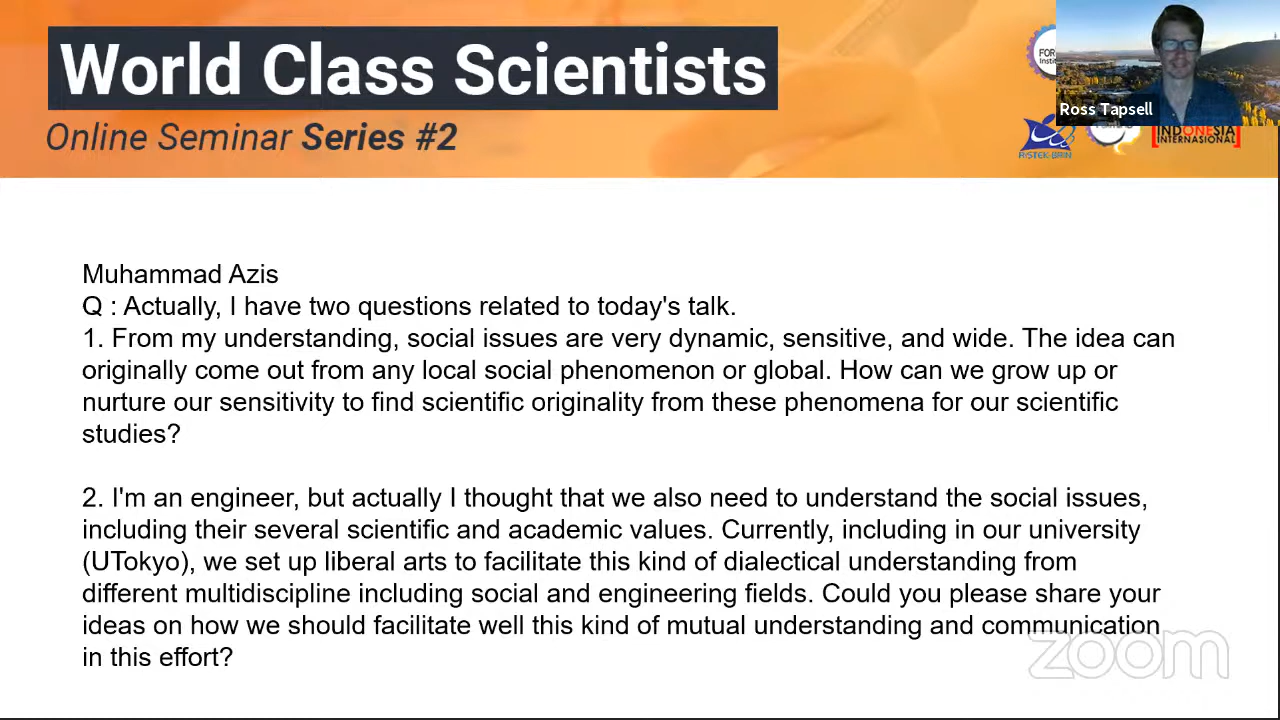 World Class Scientists
Online Seminar Series #2
FOR
Ross Tapsell
RISTEK-BRIN
INDONESIA
INTERNASIONAL
Muhammad Azis
Q : Actually, I have two questions related to today's talk.
1. From my understanding, social issues are very dynamic, sensitive, and wide. The idea can
originally come out from any local social phenomenon or global. How can we grow up or
nurture our sensitivity to find scientific originality from these phenomena for our scientific
studies?
2. I'm an engineer, but actually I thought that we also need to understand the social issues,
including their several scientific and academic values. Currently, including in our university
(UTokyo), we set up liberal arts to facilitate this kind of dialectical understanding from
different multidiscipline including social and engineering fields. Could you please share your
ideas on how we should facilitate well this kind of mutual understanding and communication
in this effort?
zoom